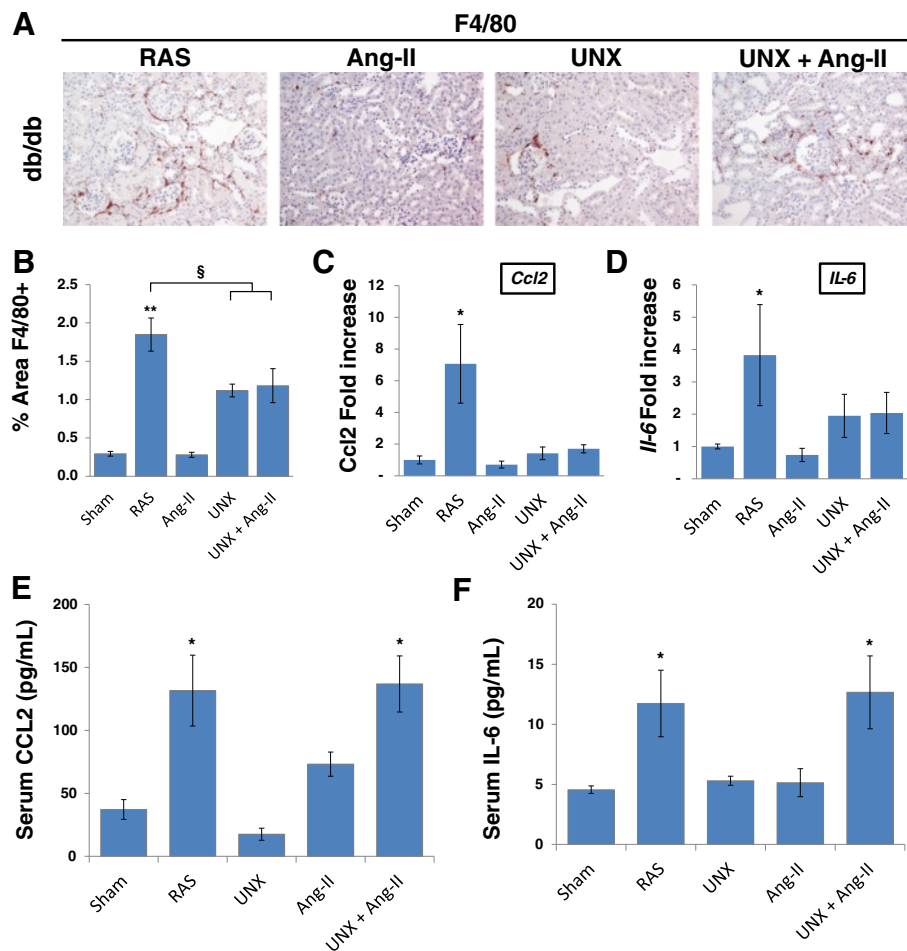 A
F4/80
RAS
Ang-II
UNX
UNX + Ang-II
db/db
B
% Area F4/80+
2.5
2.0
1.5
1.0
0.5
0.0
**
§
Sham
RAS
Ang-II
UNX
UNX + Ang-II
C
Ccl2
Ccl2 Fold increase
12
10
8
6
4
2
-
*
Sham
RAS
Ang-II
UNX
UNX + Ang-II
D
IL-6
Il-6 Fold increase
6
5
4
3
2
1
-
*
Sham
RAS
Ang-II
UNX
UNX + Ang-II
E
Serum CCL2 (pg/mL)
200
150
100
50
0
*
*
Sham
RAS
UNX
Ang-II
UNX + Ang-II
F
Serum IL-6 (pg/mL)
20
15
10
5
0
*
*
Sham
RAS
UNX
Ang-II
UNX + Ang-II